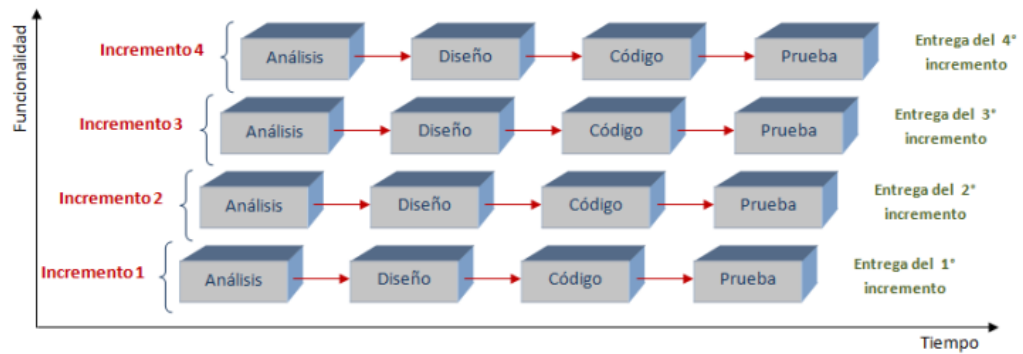 Funcionalidad
Incremento 4
Análisis
Diseño
Código
Prueba
Entrega del 4°
incremento
Incremento 3
Análisis
Diseño
Código
Prueba
Entrega del 3°
incremento
Incremento 2
Análisis
Diseño
Código
Prueba
Entrega del 2°
incremento
Incremento 1
Análisis
Diseño
Código
Prueba
Entrega del 1°
incremento
Tiempo